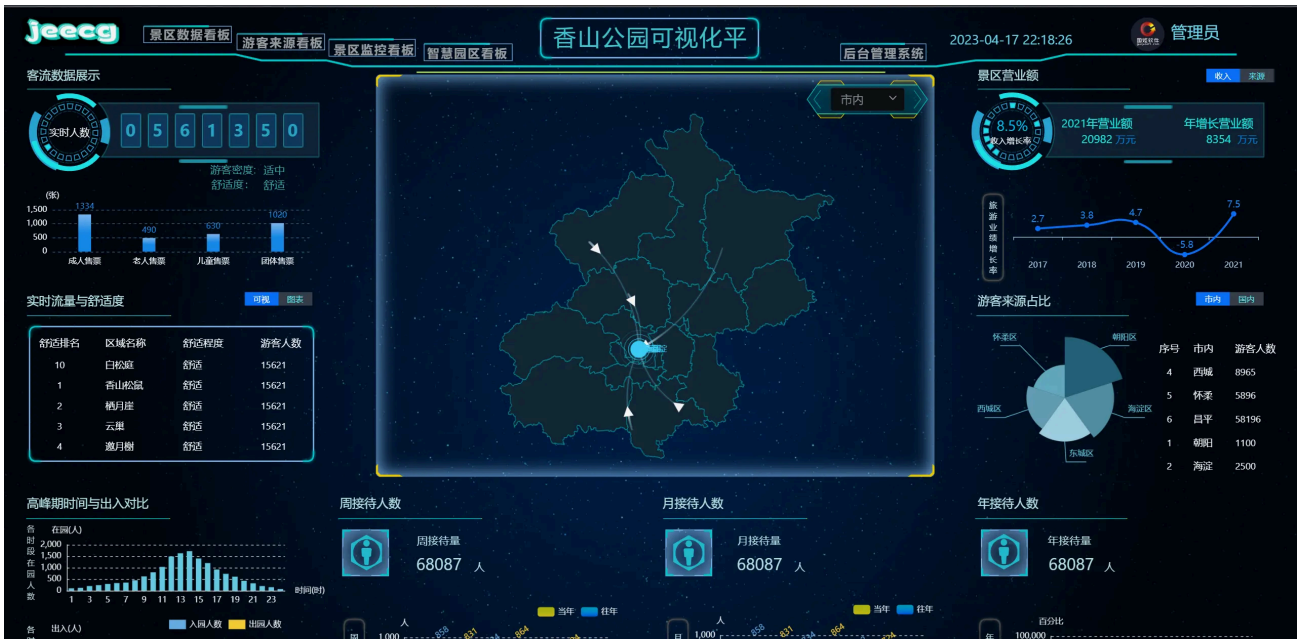 jeecg
景区数据看板
游客来源看板
景区监控看板
智慧园区看板
香山公园可视化平
后台管理系统
2023-04-17 22:18:26
管理员
客流数据展示
实时人数
0 5 6 1 3 5 0
游客密度: 适中
舒适度: 舒适
(张)
1,500
1,000
500
0
1334
490
630
1020
成人售票 老人售票 儿童售票 团体售票
市内
景区营业额
收入 来源
8.5%
收入增长率
2021年营业额 年增长营业额
20982 万元 8354 万元
旅游业绩增长率
2.7 3.8 4.7 -5.8 7.5
2017 2018 2019 2020 2021
实时流量与舒适度
可视 图表
舒适排名 区域名称 舒适程度 游客人数
10 白松庭 舒适 15621
1 香山松鼠 舒适 15621
2 栖月崖 舒适 15621
3 云巢 舒适 15621
4 邀月榭 舒适 15621
游客来源占比
市内 国内
怀柔区
朝阳区
西城区
海淀区
东城区
序号 市内 游客人数
4 西城 8965
5 怀柔 5896
6 昌平 58196
1 朝阳 1100
2 海淀 2500
高峰期时间与出入对比
各时段在园人数
在园(人)
2,000
1,500
1,000
500
0
1 3 5 7 9 11 13 15 17 19 21 23
时间(时)
出入(人)
入园人数 出园人数
各
周接待人数
周接待量
68087 人
当年 往年
人
周
1,000
858 831 934 864
月接待人数
月接待量
68087 人
当年 往年
人
月
1,000
858 831 934 864
年接待人数
年接待量
68087 人
百分比
年
100,000